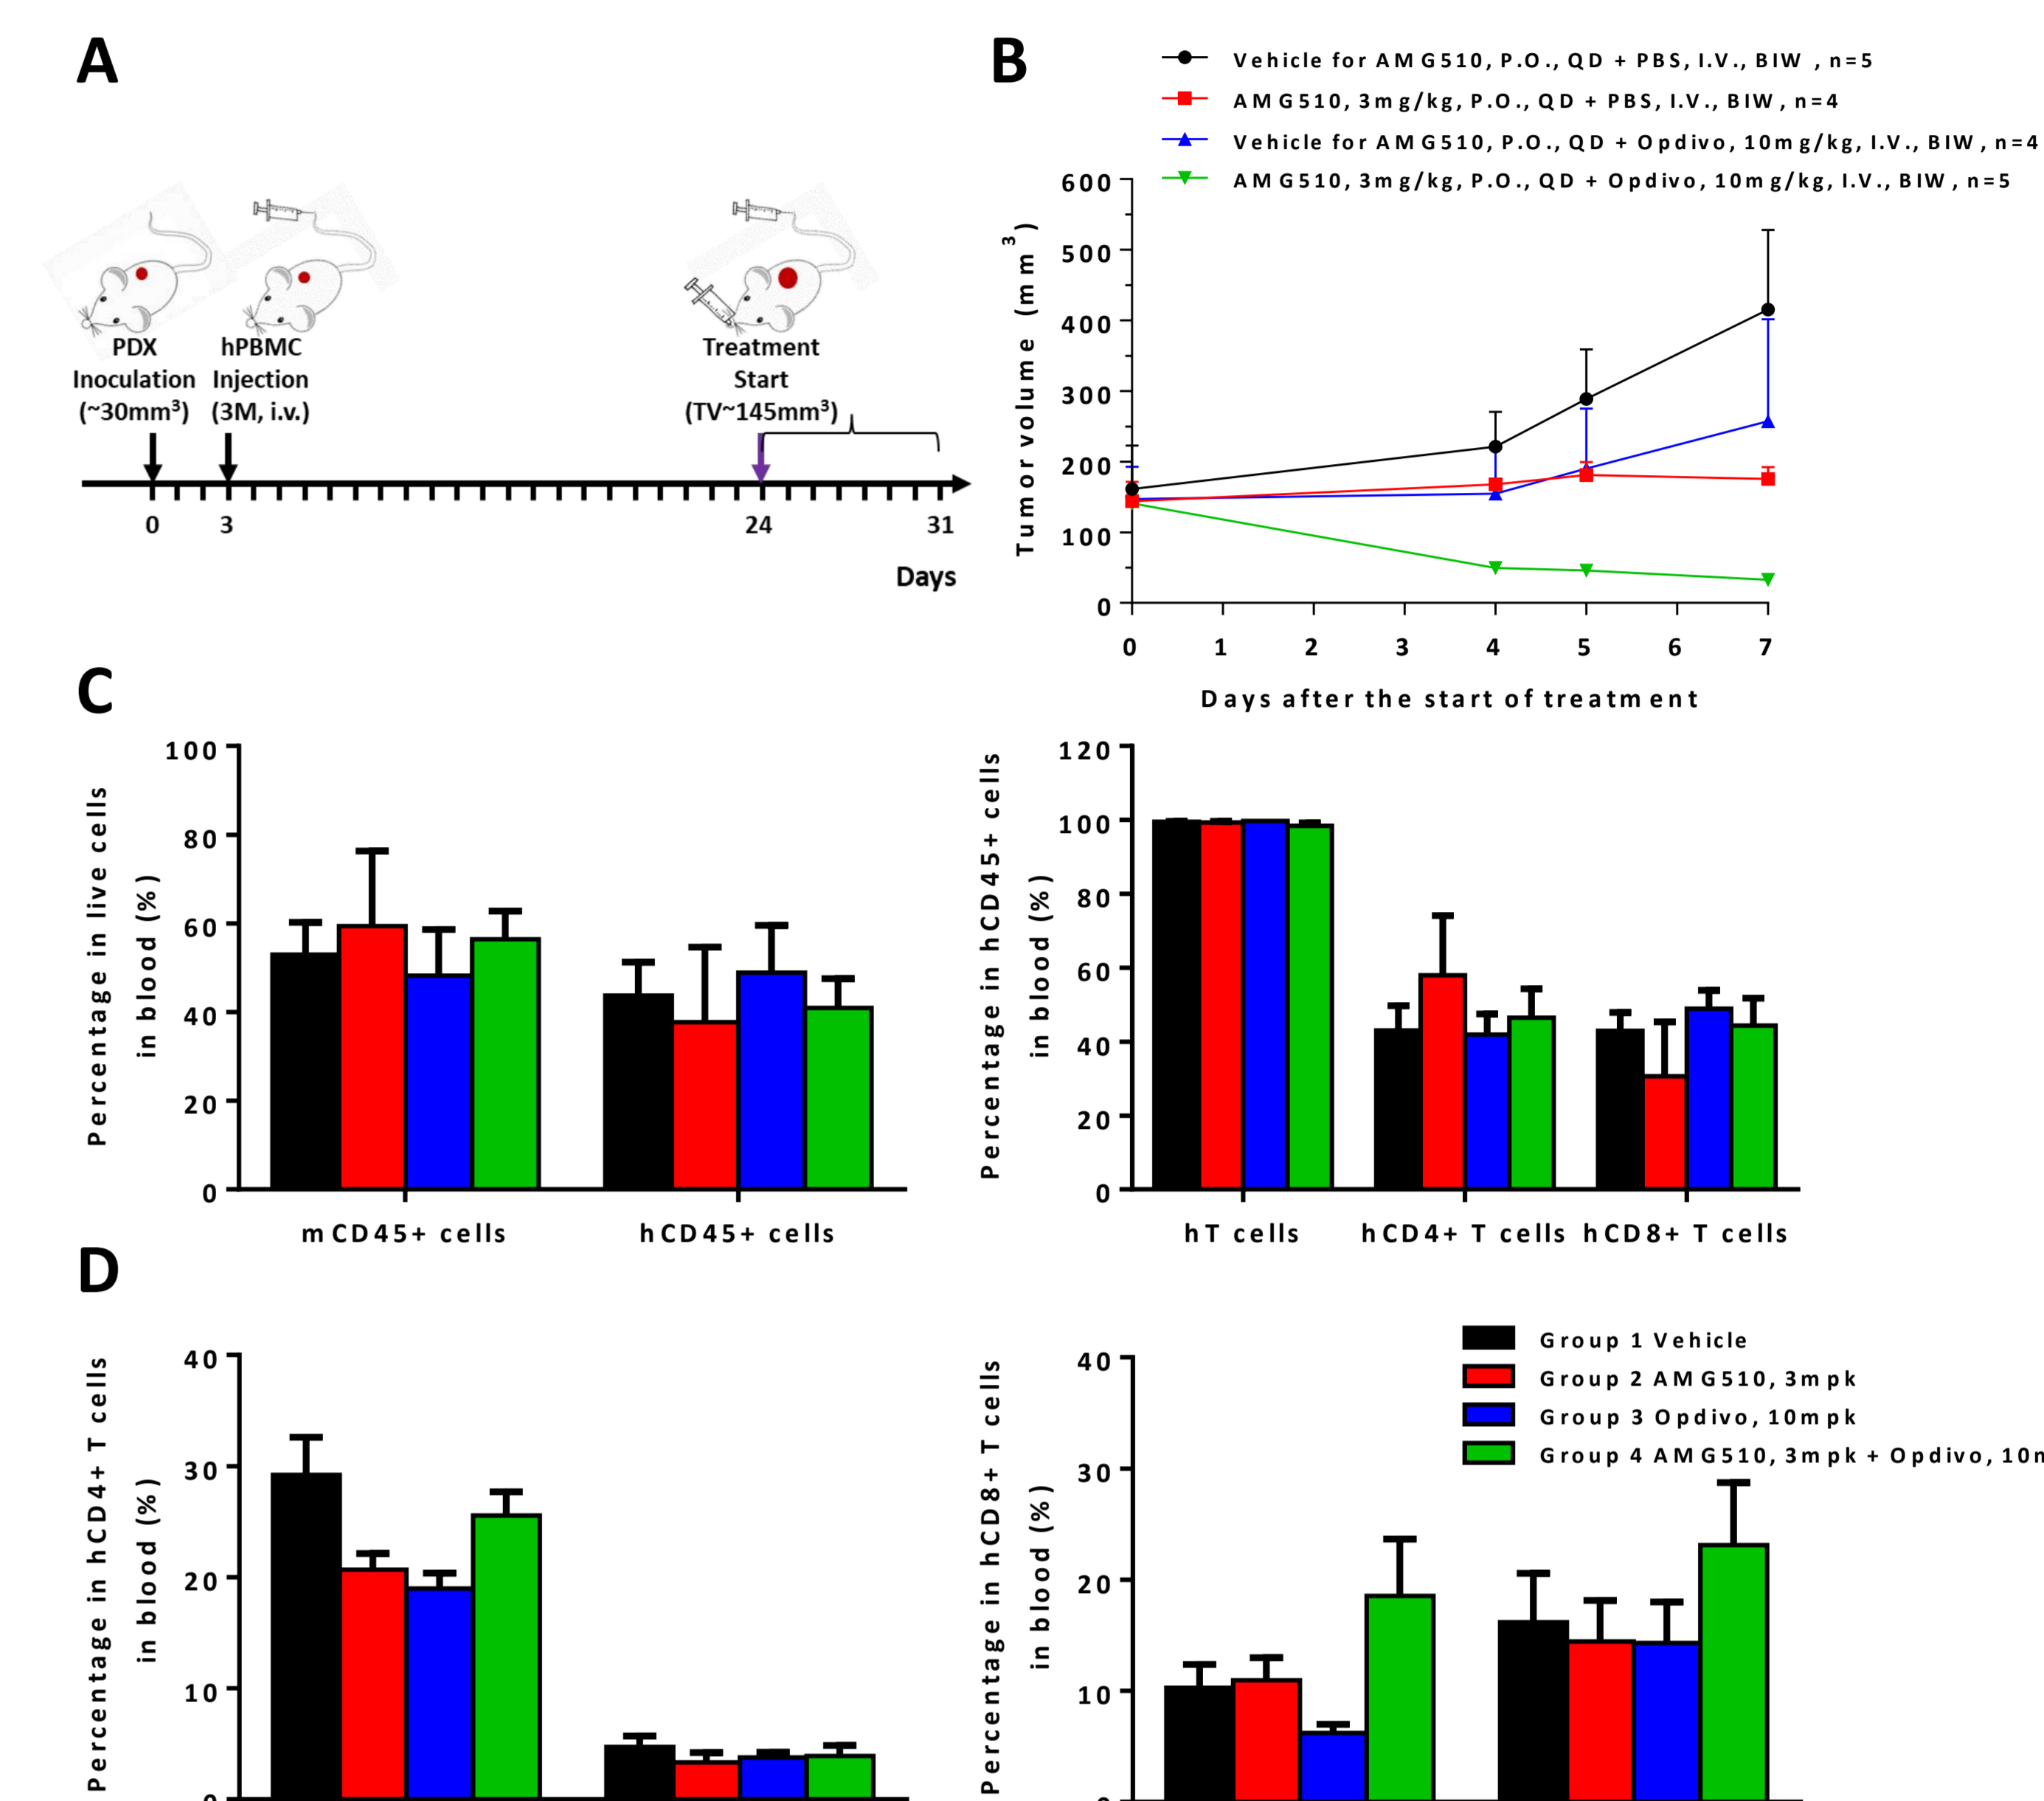 A
PDX
Inoculation
(~30mm³)
hPBMC
Injection
(3M, i.v.)
Treatment
Start
(TV~145mm³)
0
3
24
31
Days
B
Vehicle for AMG510, P.O., QD + PBS, I.V., BIW , n=5
AMG510, 3mg/kg, P.O., QD + PBS, I.V., BIW, n=4
Vehicle for AMG510, P.O., QD + Opdivo, 10mg/kg, I.V., BIW, n=4
AMG510, 3mg/kg, P.O., QD + Opdivo, 10mg/kg, I.V., BIW, n=5
Tumor volume (mm³)
600
500
400
300
200
100
0
0 1 2 3 4 5 6 7
Days after the start of treatment
C
Percentage in live cells
in blood (%)
100
80
60
40
20
0
mCD45+ cells hCD45+ cells
Percentage in hCD45+ cells
in blood (%)
120
100
80
60
40
20
0
hT cells hCD4+ T cells hCD8+ T cells
D
Percentage in hCD4+ T cells
in blood (%)
40
30
20
10
Percentage in hCD8+ T cells
in blood (%)
40
30
20
10
Group 1 Vehicle
Group 2 AMG510, 3mpk
Group 3 Opdivo, 10mpk
Group 4 AMG510, 3mpk + Opdivo,